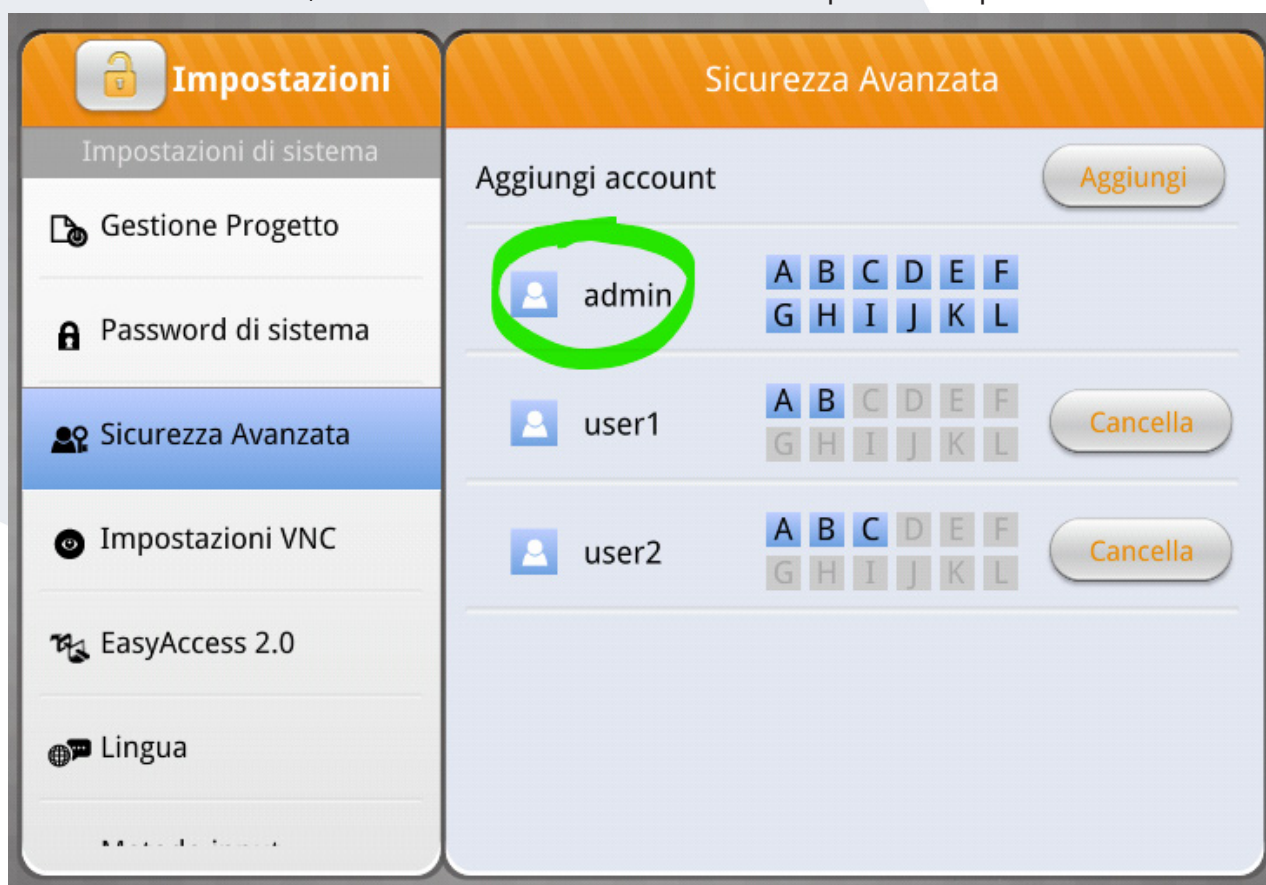 Impostazioni
Impostazioni di sistema
Gestione Progetto
Password di sistema
Sicurezza Avanzata
Impostazioni VNC
EasyAccess 2.0
Lingua
Sicurezza Avanzata
Aggiungi account
Aggiungi
admin
A B C D E F
G H I J K L
user1
A B C D E F
G H I J K L
Cancella
user2
A B C D E F
G H I J K L
Cancella